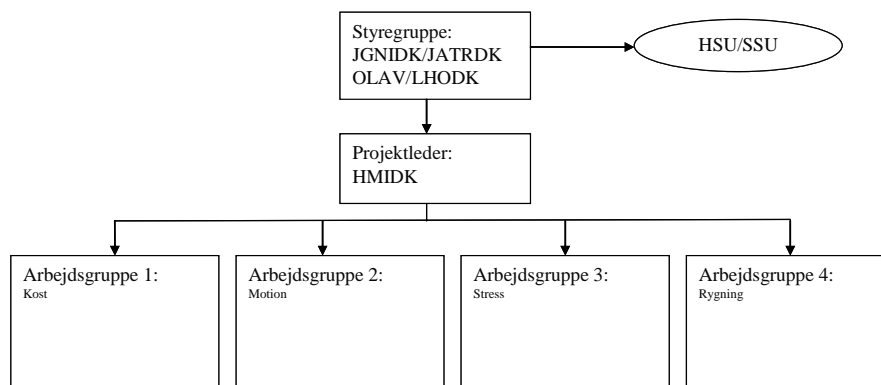 Styregruppe:
JGNIDK/JATRDK
OLAV/LHODK
HSU/SSU
Projektleder:
HMIDK
Arbejdsgruppe 1:
Kost
Arbejdsgruppe 2:
Motion
Arbejdsgruppe 3:
Stress
Arbejdsgruppe 4:
Rygning